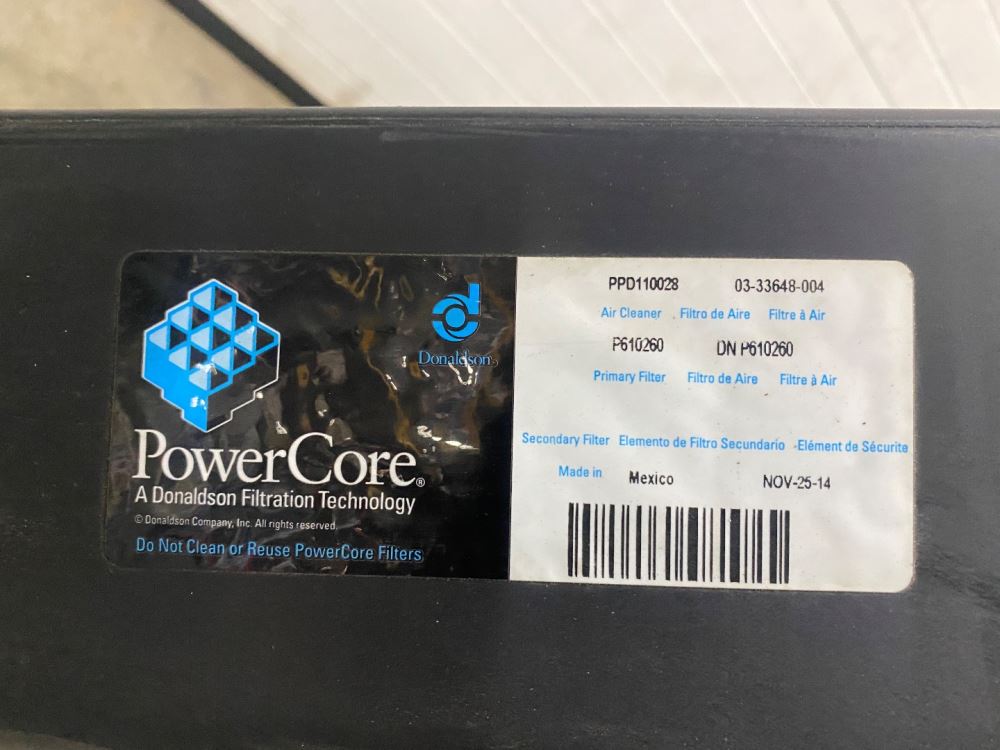 Donaldson
PowerCore®
A Donaldson Filtration Technology
© Donaldson Company, Inc. All rights reserved.
Do Not Clean or Reuse PowerCore Filters
PPD110028 03-33648-004
Air Cleaner Filtro de Aire Filtre à Air
P610260 DN P610260
Primary Filter Filtro de Aire Filtre à Air
Secondary Filter Elemento de Filtro Secundario -Elément de Sécurite
Made in Mexico NOV-25-14